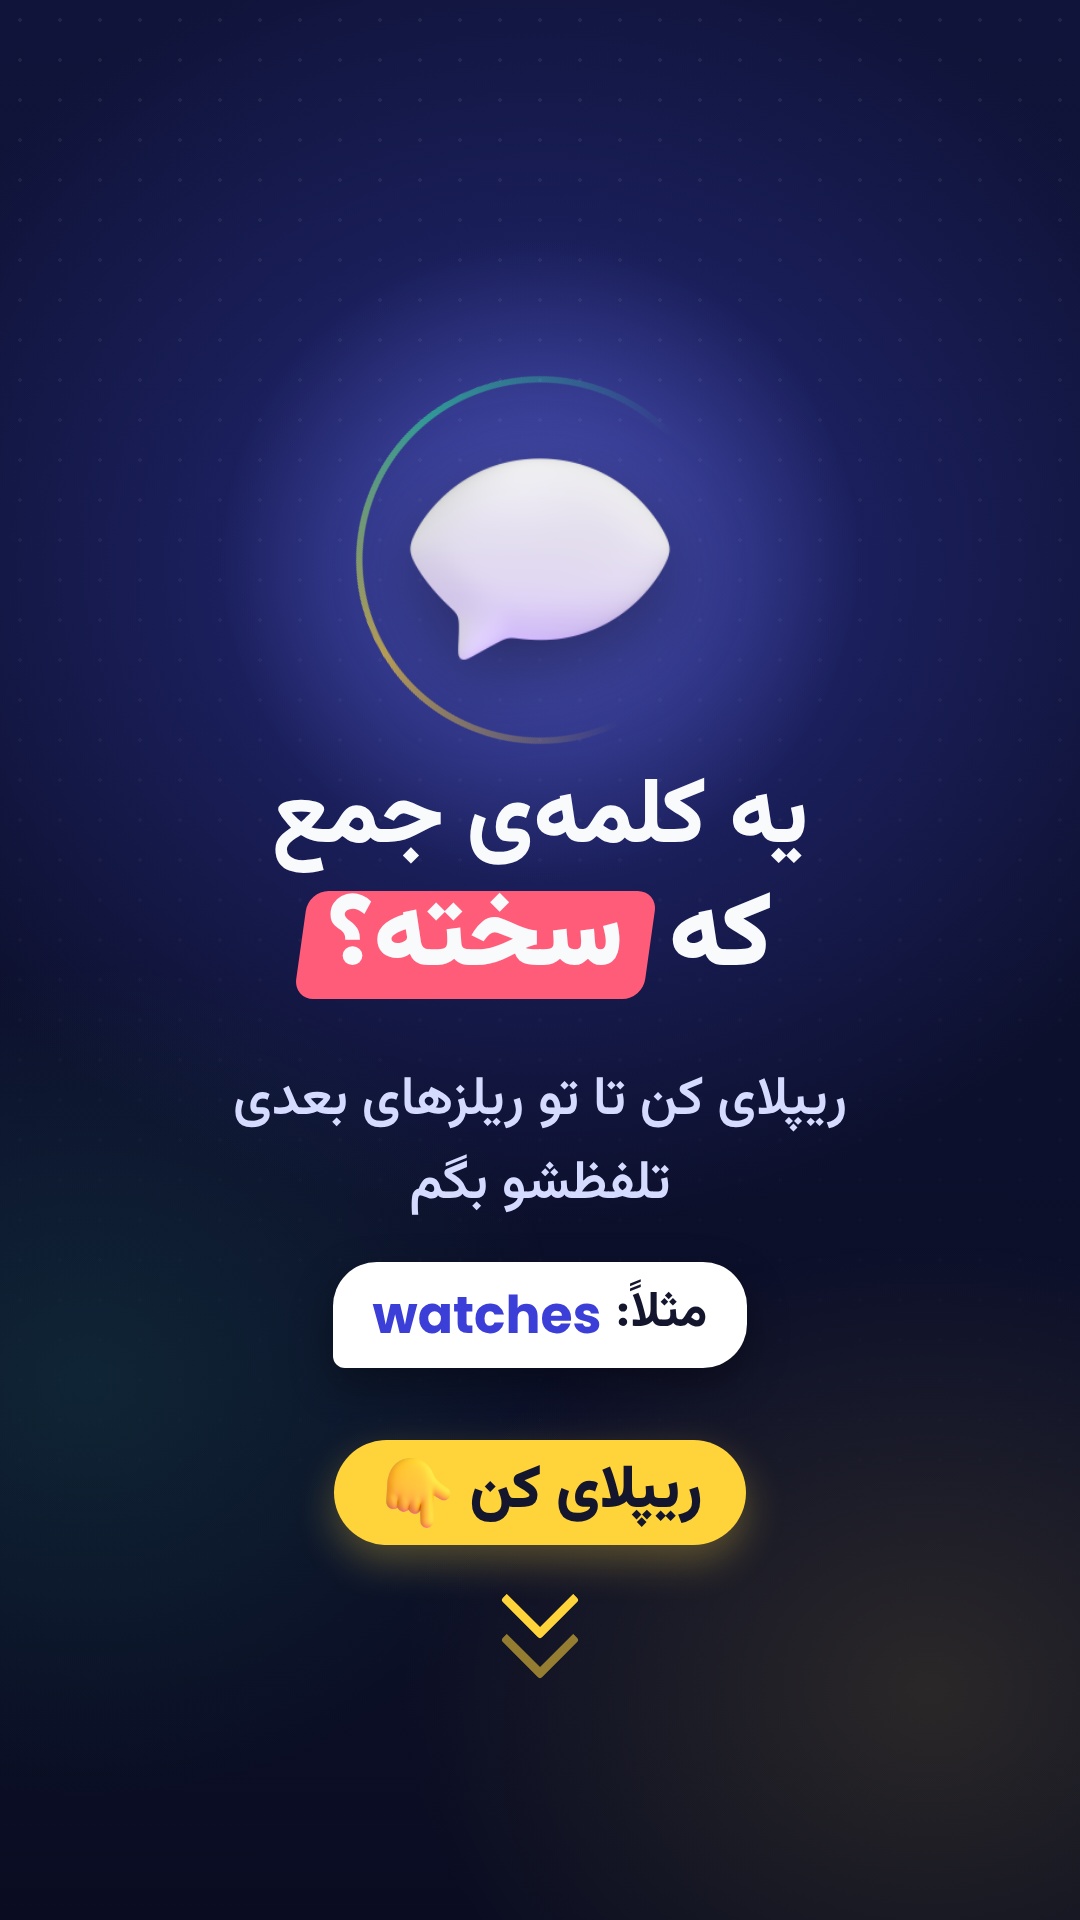 یه کلمه‌ی جمع
که سخته؟
ریپلای کن تا تو ریلزهای بعدی
تلفظشو بگم
مثلاً: watches
ریپلای کن 👇